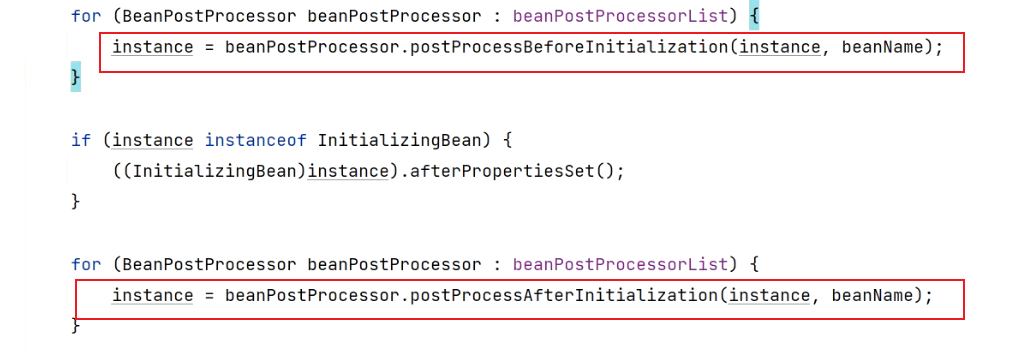 for (BeanPostProcessor beanPostProcessor : beanPostProcessorList) {
    instance = beanPostProcessor.postProcessBeforeInitialization(instance, beanName);
}
if (instance instanceof InitializingBean) {
    ((InitializingBean)instance).afterPropertiesSet();
}
for (BeanPostProcessor beanPostProcessor : beanPostProcessorList) {
    instance = beanPostProcessor.postProcessAfterInitialization(instance, beanName);
}